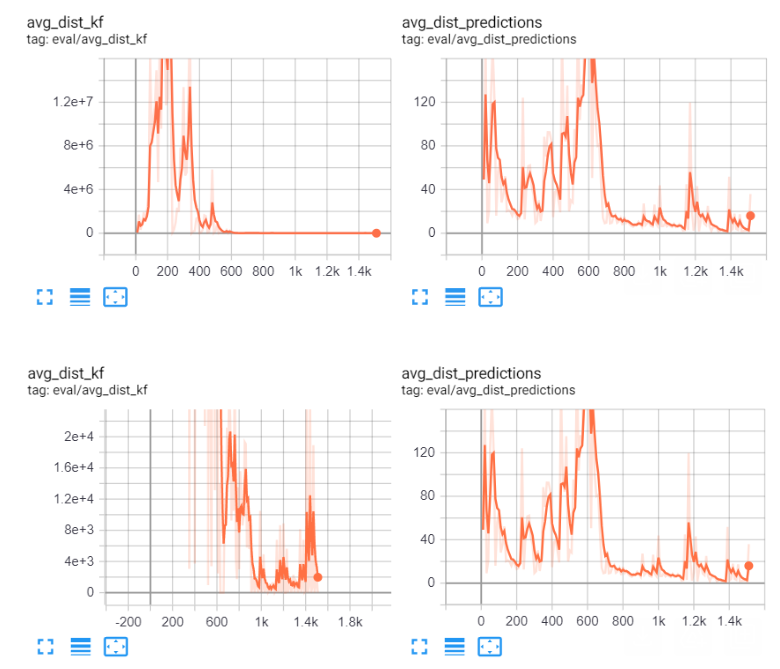 avg_dist_kf
tag: eval/avg_dist_kf
1.2e+7
8e+6
4e+6
0
0 200 400 600 800 1k 1.2k 1.4k
avg_dist_predictions
tag: eval/avg_dist_predictions
120
80
40
0
0 200 400 600 800 1k 1.2k 1.4k
avg_dist_kf
tag: eval/avg_dist_kf
2e+4
1.6e+4
1.2e+4
8e+3
4e+3
0
-200 200 600 1k 1.4k 1.8k
avg_dist_predictions
tag: eval/avg_dist_predictions
120
80
40
0
0 200 400 600 800 1k 1.2k 1.4k